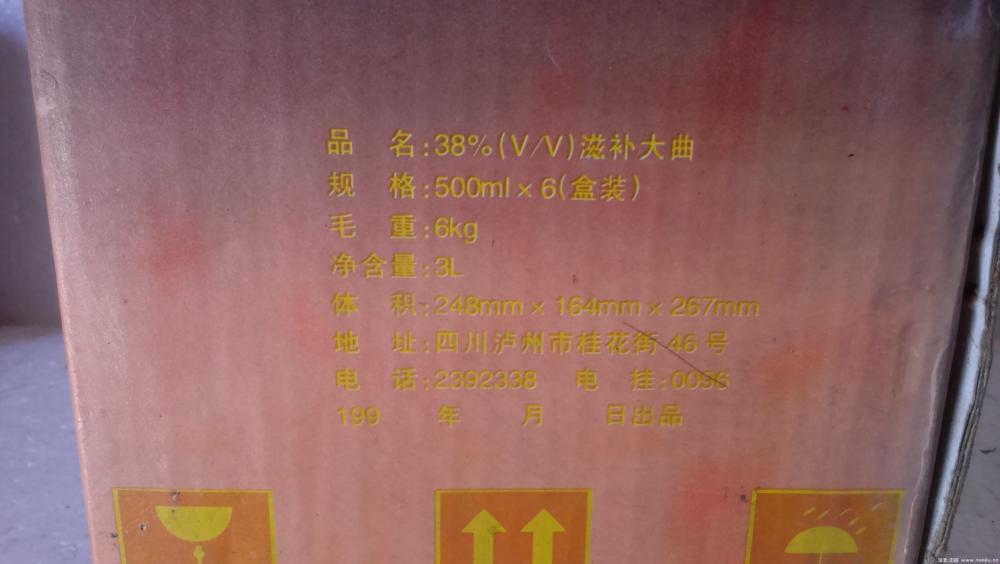 品 名:38%(V/V)滋补大曲
规 格:500ml×6(盒装)
毛 重:6kg
净含量:3L
体 积:248mm×164mm×267mm
地 址:四川泸州市桂花街46号
电 话:2392338 电 挂:0096
199 年 月 日出品